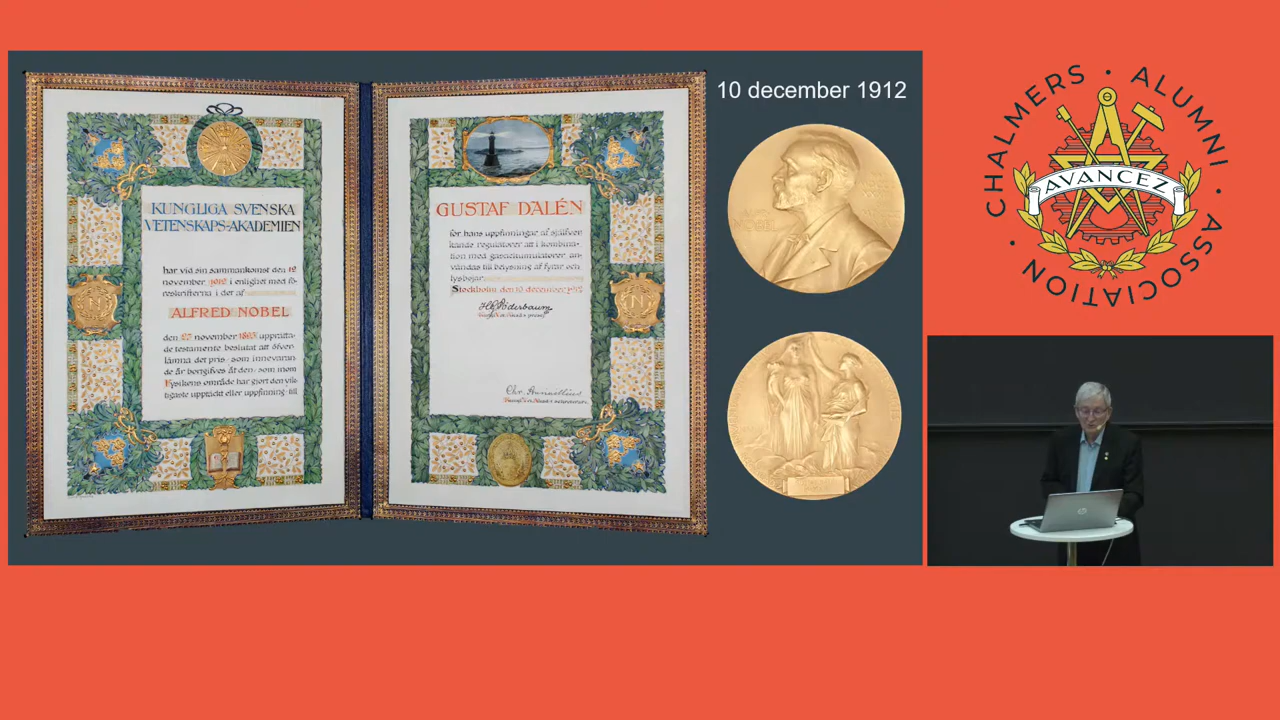 KUNGLIGA SVENSKA
VETENSKAPS-AKADEMIEN
har vid sin sammankomst den 12
november 1912 i enlighet med fö-
reskrifterna i det af
ALFRED NOBEL
den 27 november 1895 upprätta-
de testamente beslutat att öfver-
lämna det pris, som innevaran-
de år bortgifves åt den, som inom
Fysikens område har gjort den vik-
tigaste upptäckt eller uppfinning, till
GUSTAF DALÉN
för hans uppfinningar af själfver-
kande regulatorer att i kombina-
tion med gasackumulatorer an-
vändas till belysning af fyrar och
lysbojar.
Stockholm den 10 december 1912
10 december 1912
CHALMERS • ALUMNI • ASSOCIATION •
AVANCEZ
hp